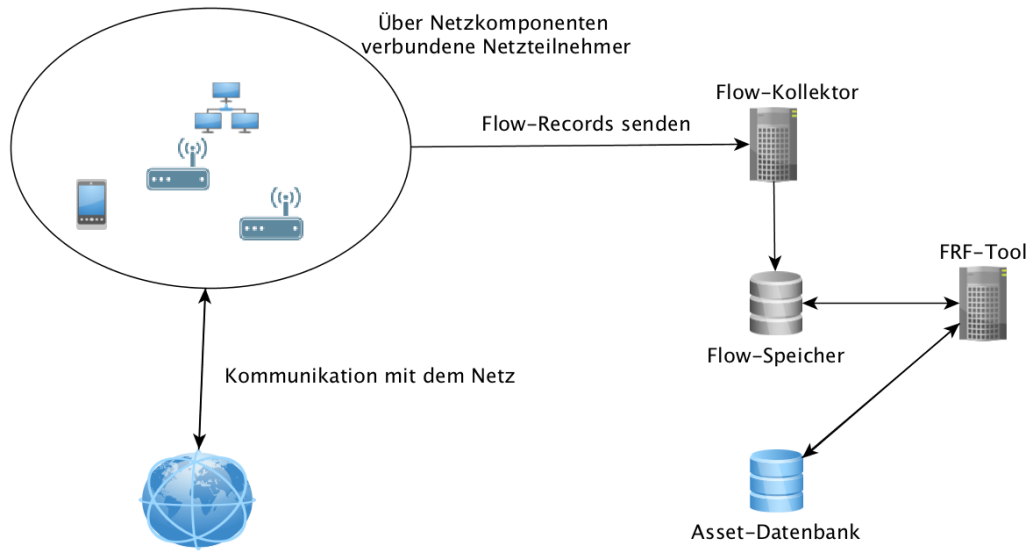 Über Netzkomponenten
verbundene Netzteilnehmer
Flow-Kollektor
Flow-Records senden
FRF-Tool
Flow-Speicher
Kommunikation mit dem Netz
Asset-Datenbank